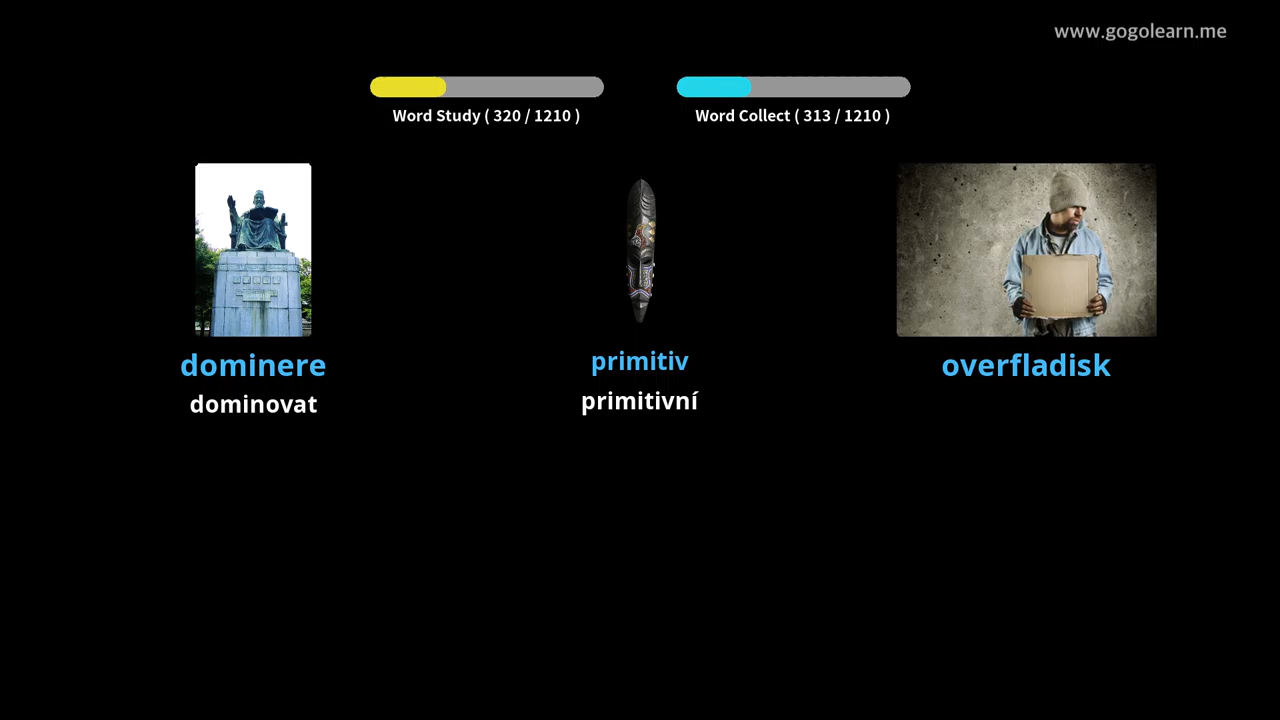 www.gogolearn.me
Word Study ( 320 / 1210 )
Word Collect ( 313 / 1210 )
dominere
primitiv
overfladisk
dominovat
primitivní